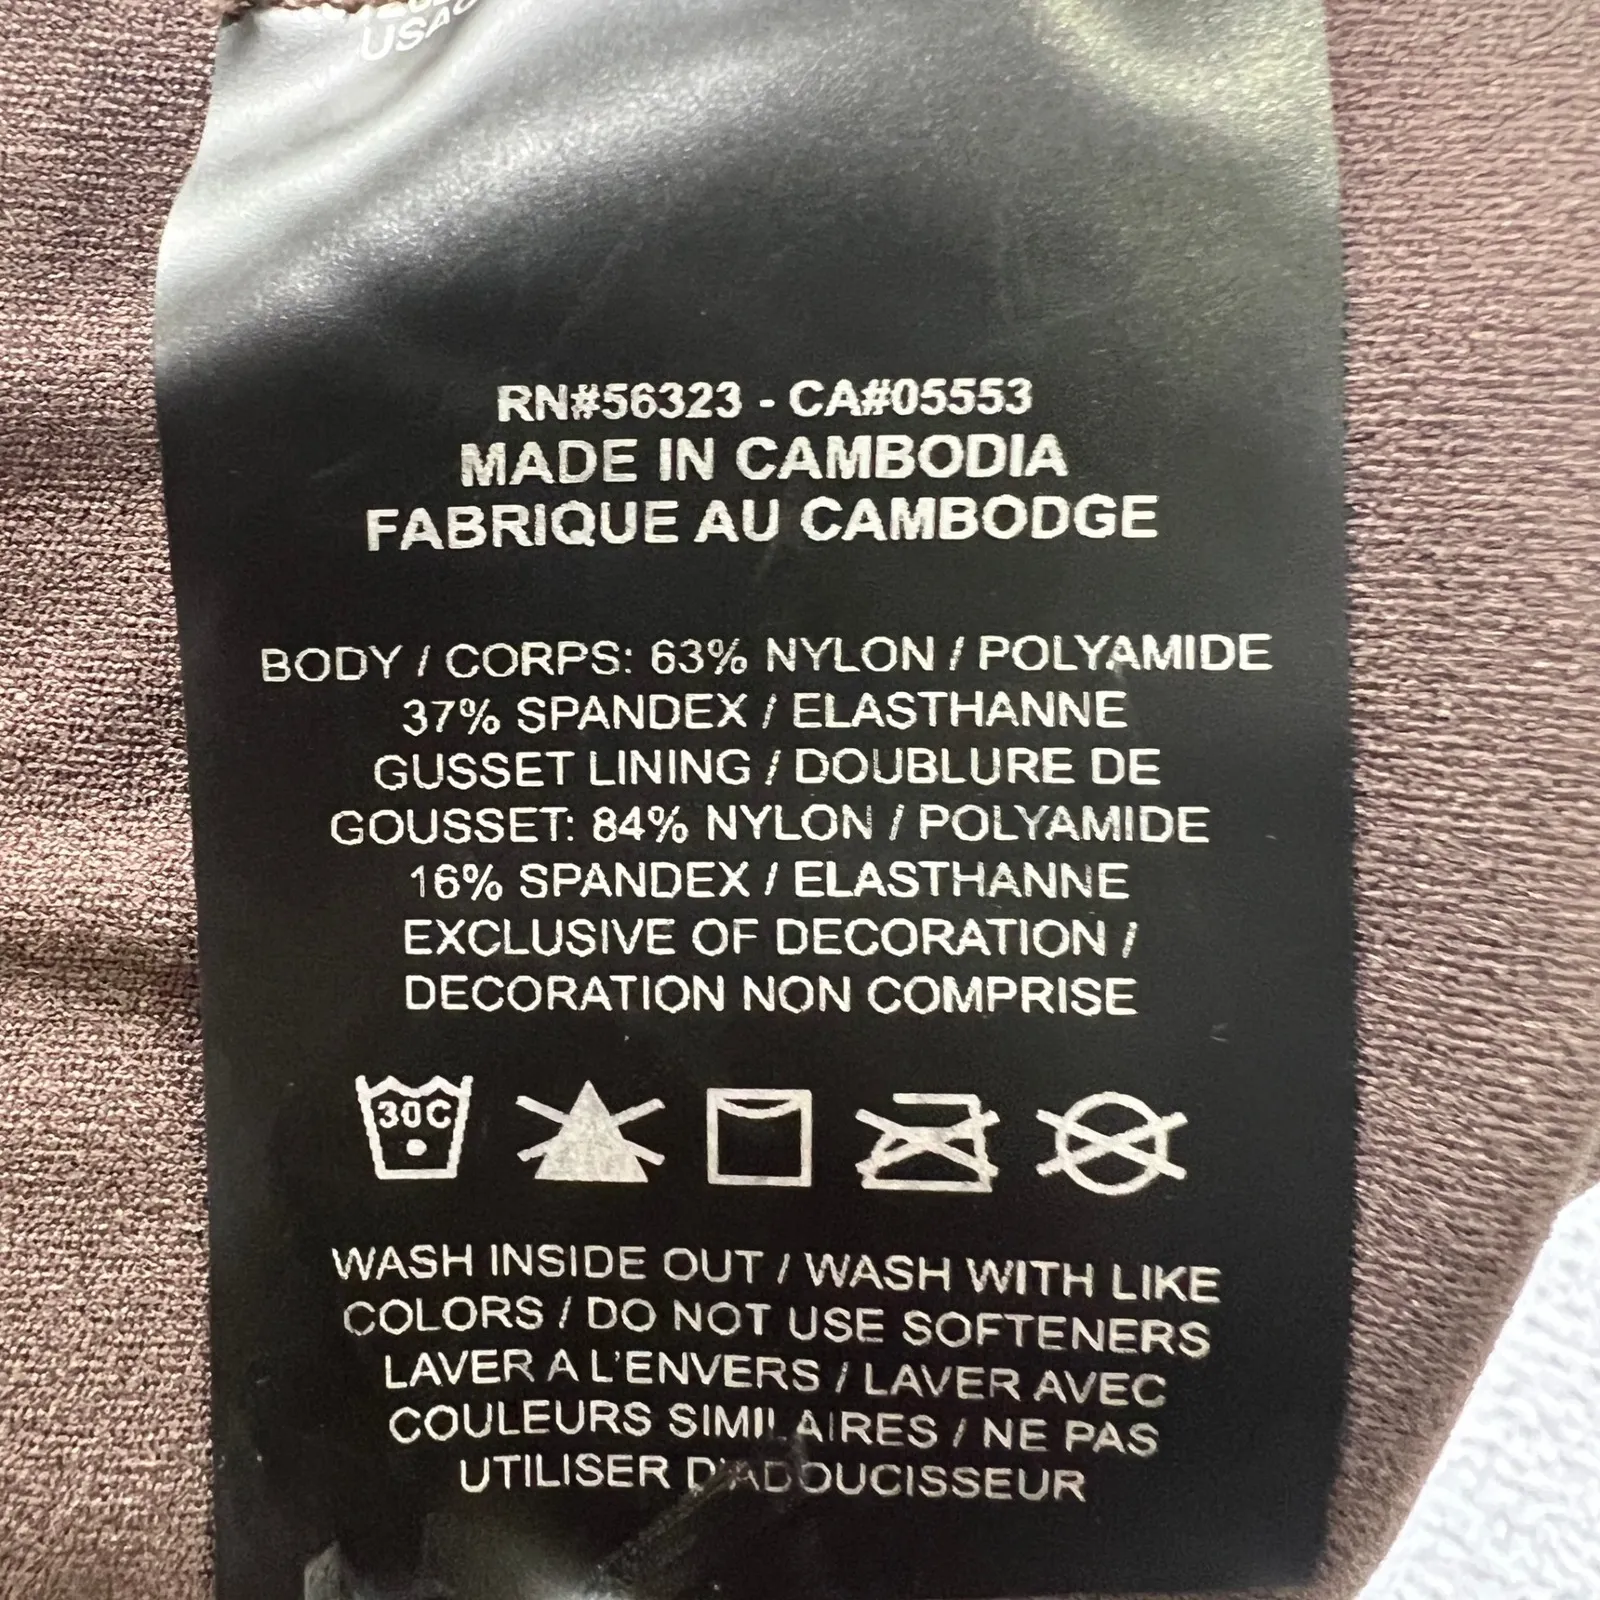 RN#56323 - CA#05553
MADE IN CAMBODIA
FABRIQUE AU CAMBODGE
BODY / CORPS: 63% NYLON / POLYAMIDE
37% SPANDEX / ELASTHANNE
GUSSET LINING / DOUBLURE DE
GOUSSET: 84% NYLON / POLYAMIDE
16% SPANDEX / ELASTHANNE
EXCLUSIVE OF DECORATION /
DECORATION NON COMPRISE
30C
WASH INSIDE OUT / WASH WITH LIKE
COLORS / DO NOT USE SOFTENERS
LAVER A L'ENVERS / LAVER AVEC
COULEURS SIMILAIRES / NE PAS
UTILISER D'ADOUCISSEUR